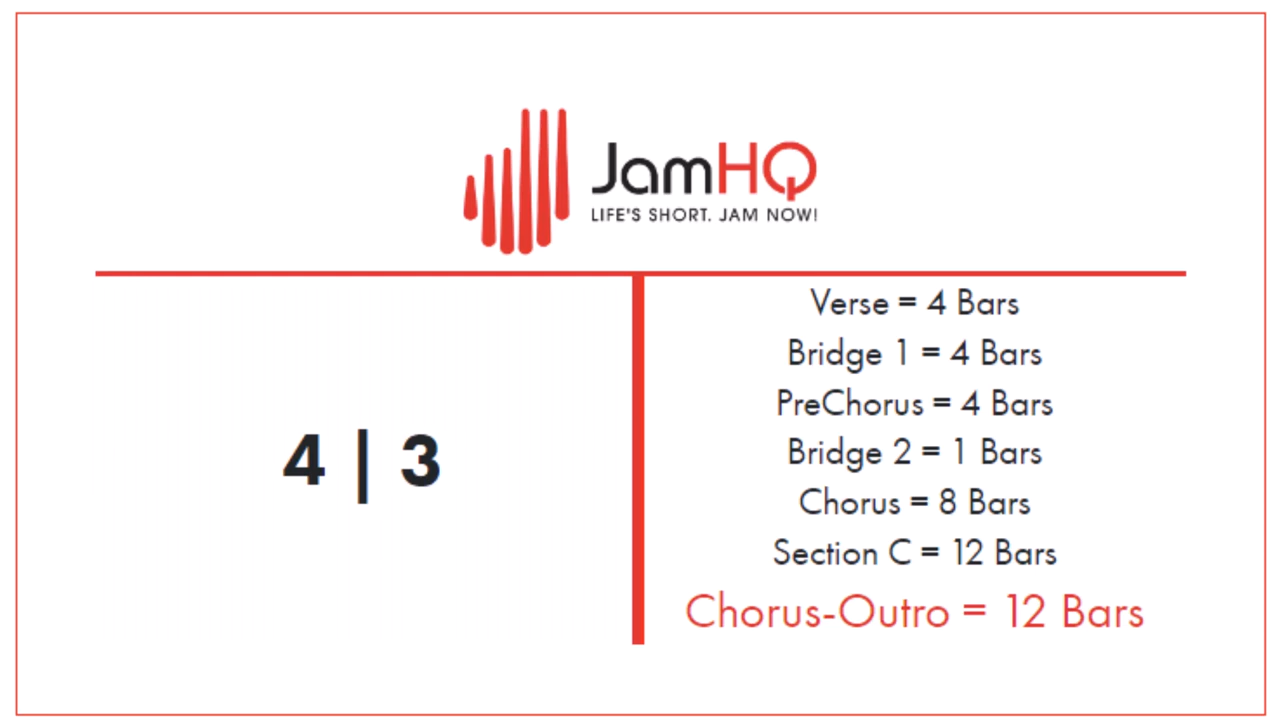 JamHQ
LIFE'S SHORT. JAM NOW!
4 | 3
Verse = 4 Bars
Bridge 1 = 4 Bars
PreChorus = 4 Bars
Bridge 2 = 1 Bars
Chorus = 8 Bars
Section C = 12 Bars
Chorus-Outro = 12 Bars